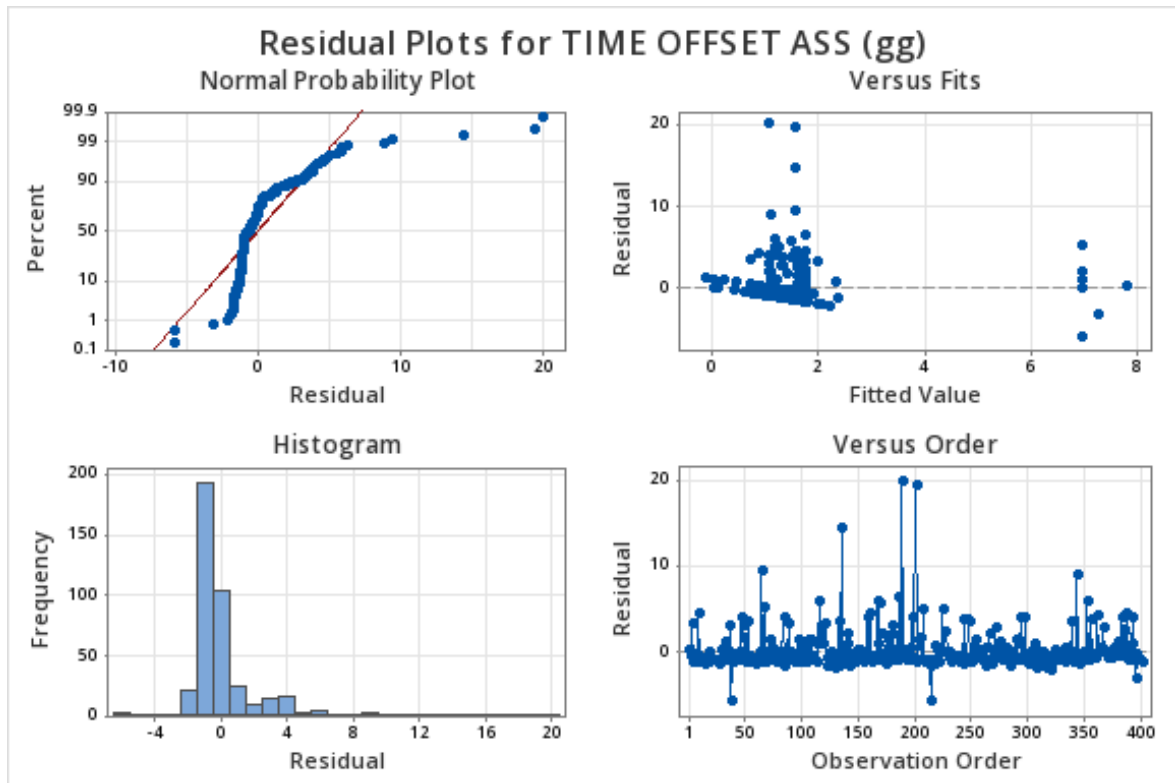 Residual Plots for TIME OFFSET ASS (gg)
Normal Probability Plot
99.9
99
90
50
10
1
0.1
Percent
-10 0 10 20
Residual
Versus Fits
20
10
0
Residual
0 2 4 6 8
Fitted Value
Histogram
200
150
100
50
0
Frequency
-4 0 4 8 12 16 20
Residual
Versus Order
20
10
0
Residual
1 50 100 150 200 250 300 350 400
Observation Order